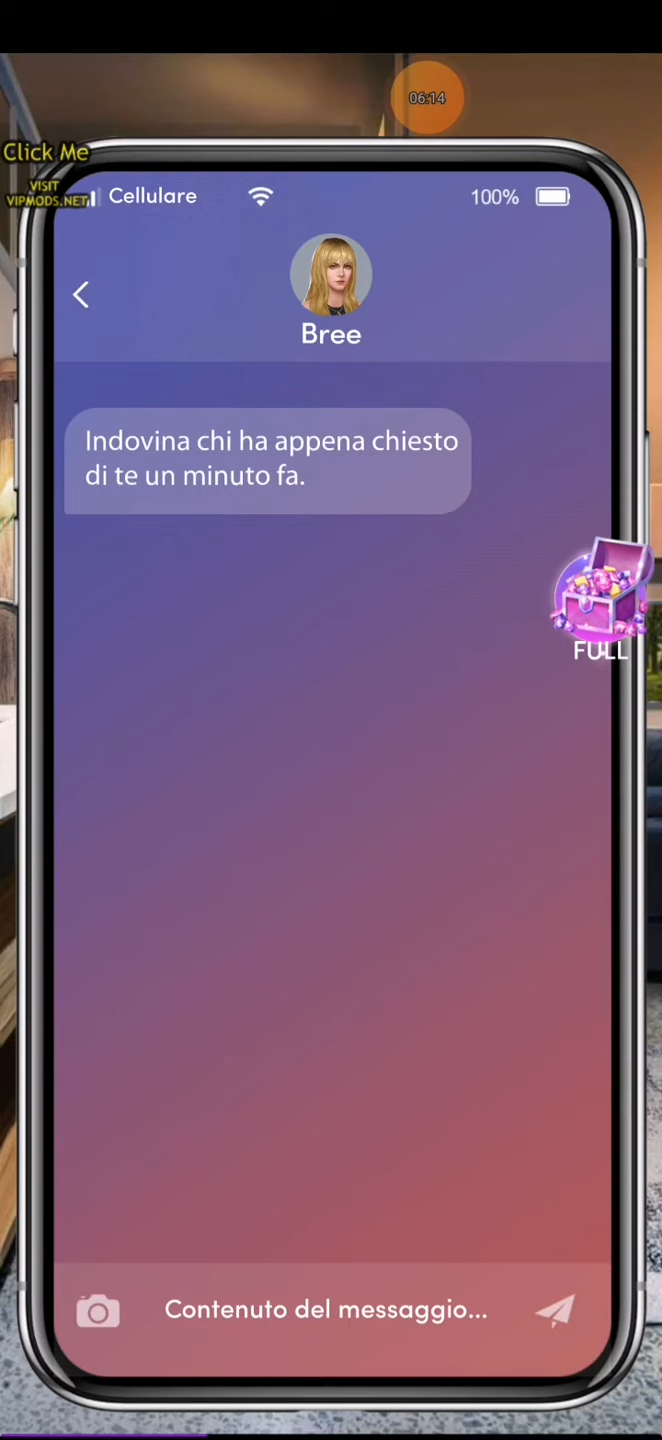 06:14
Click Me
VISIT
VIPMODS.NET
Cellulare
100%
Bree
Indovina chi ha appena chiesto
di te un minuto fa.
FULL
Contenuto del messaggio...